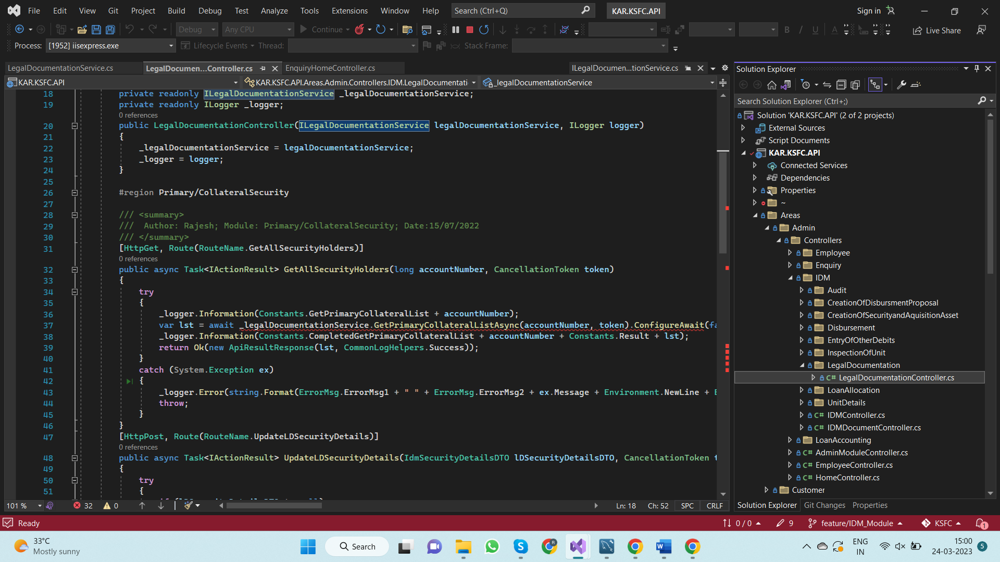 File Edit View Git Project Build Debug Test Analyze Tools Extensions Window Help Search (Ctrl+Q) KAR.KSFC.API Sign in
Debug Any CPU Continue Live Share
Process: [1952] iisexpress.exe Lifecycle Events Thread: Stack Frame:
LegalDocumentationService.cs LegalDocumen...Controller.cs EnquiryHomeController.cs ILegalDocumen...tionService.cs
KAR.KSFC.API KAR.KSFC.API.Areas.Admin.Controllers.IDM.LegalDocumentati _legalDocumentationService
18 private readonly ILegalDocumentationService _legalDocumentationService;
19 private readonly ILogger _logger;
0 references
20 public LegalDocumentationController(ILegalDocumentationService legalDocumentationService, ILogger logger)
21 {
22 _legalDocumentationService = legalDocumentationService;
23 _logger = logger;
24 }
25
26 #region Primary/CollateralSecurity
27
28 /// <summary>
29 /// Author: Rajesh; Module: Primary/CollateralSecurity; Date:15/07/2022
30 /// </summary>
31 [HttpGet, Route(RouteName.GetAllSecurityHolders)]
0 references
32 public async Task<IActionResult> GetAllSecurityHolders(long accountNumber, CancellationToken token)
33 {
34 try
35 {
36 _logger.Information(Constants.GetPrimaryCollateralList + accountNumber);
37 var lst = await _legalDocumentationService.GetPrimaryCollateralListAsync(accountNumber, token).ConfigureAwait(fa
38 _logger.Information(Constants.CompletedGetPrimaryCollateralList + accountNumber + Constants.Result + lst);
39 return Ok(new ApiResultResponse(lst, CommonLogHelpers.Success));
40 }
41 catch (System.Exception ex)
42 {
43 _logger.Error(string.Format(ErrorMsg.ErrorMsg1 + " " + ErrorMsg.ErrorMsg2 + ex.Message + Environment.NewLine + E
44 throw;
45 }
46 }
47 [HttpPost, Route(RouteName.UpdateLDSecurityDetails)]
0 references
48 public async Task<IActionResult> UpdateLDSecurityDetails(IdmSecurityDetailsDTO lDSecurityDetailsDTO, CancellationToken t
49 {
50 try
51 {
101 % 32 0 Ln: 18 Ch: 52 SPC CRLF
Solution Explorer
Search Solution Explorer (Ctrl+;)
Solution 'KAR.KSFC.API' (2 of 2 projects)
External Sources
Script Documents
KAR.KSFC.API
Connected Services
Dependencies
Properties
~
Areas
Admin
Controllers
Employee
Enquiry
IDM
Audit
CreationOfDisbursmentProposal
CreationOfSecurityandAquisitionAsset
Disbursement
EntryOfOtherDebits
InspectionOfUnit
LegalDocumentation
C# LegalDocumentationController.cs
LoanAllocation
UnitDetails
C# IDMController.cs
C# IDMDocumentController.cs
LoanAccounting
C# AdminModuleController.cs
C# EmployeeController.cs
C# HomeController.cs
Customer
Solution Explorer Git Changes Properties
Ready 0 / 0 9 feature/IDM_Module KSFC 1
33°C
Mostly sunny
Search
ENG
IN
15:00
24-03-2023
5